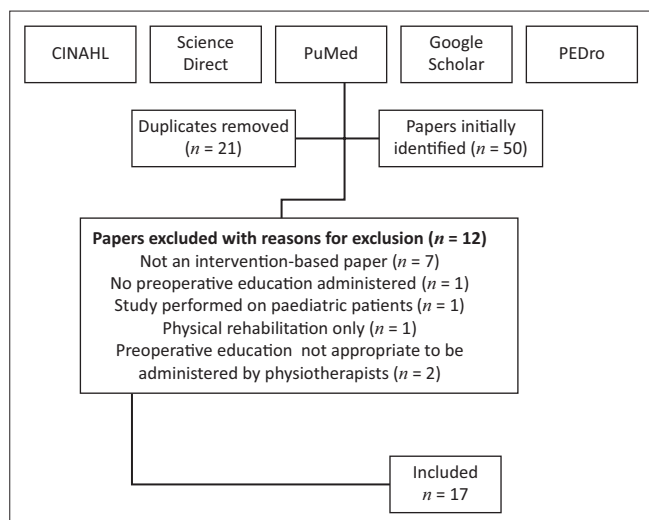 CINAHL
Science
Direct
PuMed
Google
Scholar
PEDro
Duplicates removed
(n = 21)
Papers initially
identified (n = 50)
Papers excluded with reasons for exclusion (n = 12)
Not an intervention-based paper (n = 7)
No preoperative education administered (n = 1)
Study performed on paediatric patients (n = 1)
Physical rehabilitation only (n = 1)
Preoperative education not appropriate to be
administered by physiotherapists (n = 2)
Included
n = 17